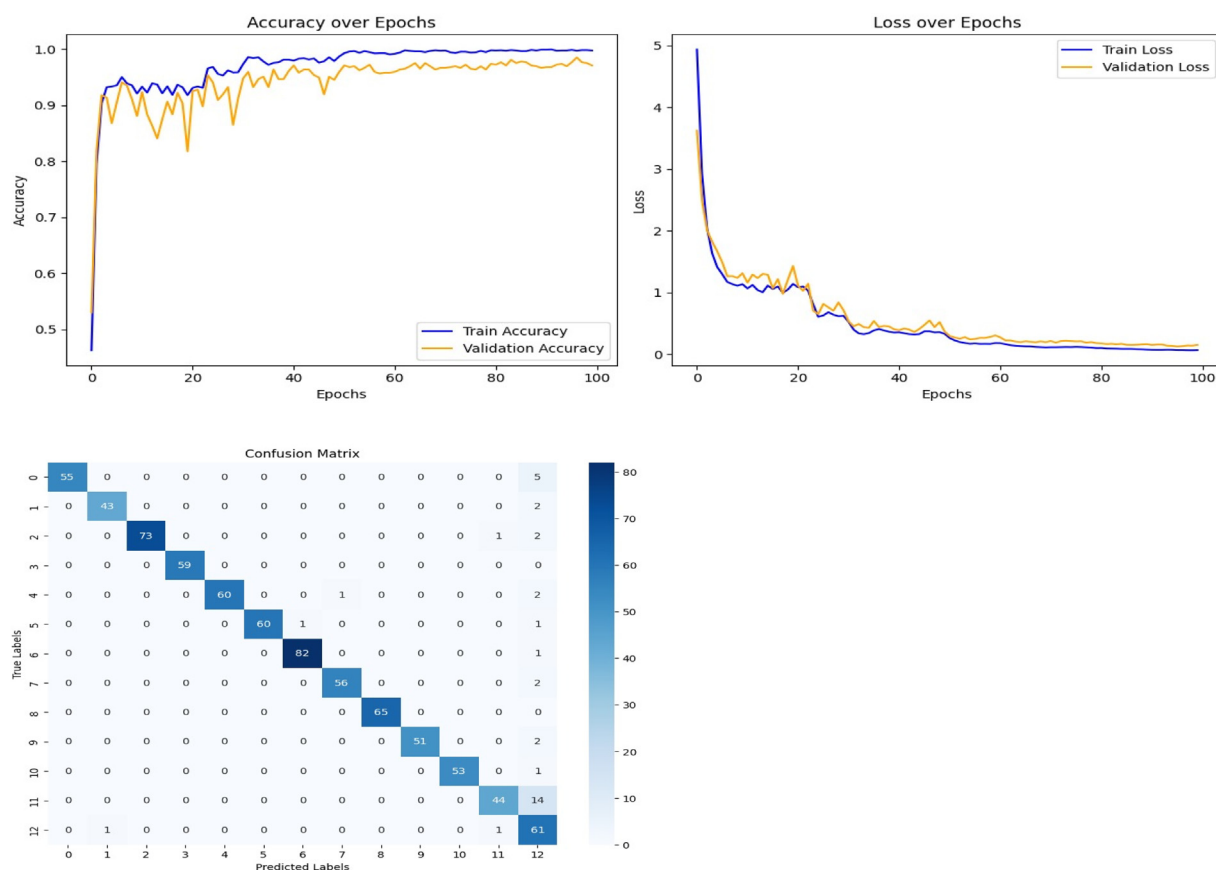 Accuracy over Epochs
1.0
0.9
0.8
0.7
0.6
0.5
Accuracy
Train Accuracy
Validation Accuracy
0 20 40 60 80 100
Epochs
Loss over Epochs
5
4
3
2
1
0
Loss
Train Loss
Validation Loss
0 20 40 60 80 100
Epochs
Confusion Matrix
True Labels
0 55 0 0 0 0 0 0 0 0 0 0 0 5
1 0 43 0 0 0 0 0 0 0 0 0 0 2
2 0 0 73 0 0 0 0 0 0 0 0 1 2
3 0 0 0 59 0 0 0 0 0 0 0 0 0
4 0 0 0 0 60 0 0 1 0 0 0 0 2
5 0 0 0 0 0 60 1 0 0 0 0 0 1
6 0 0 0 0 0 0 82 0 0 0 0 0 1
7 0 0 0 0 0 0 0 56 0 0 0 0 2
8 0 0 0 0 0 0 0 0 65 0 0 0 0
9 0 0 0 0 0 0 0 0 0 51 0 0 2
10 0 0 0 0 0 0 0 0 0 0 53 0 1
11 0 0 0 0 0 0 0 0 0 0 0 44 14
12 0 1 0 0 0 0 0 0 0 0 0 1 61
0 1 2 3 4 5 6 7 8 9 10 11 12
Predicted Labels
80
70
60
50
40
30
20
10
0